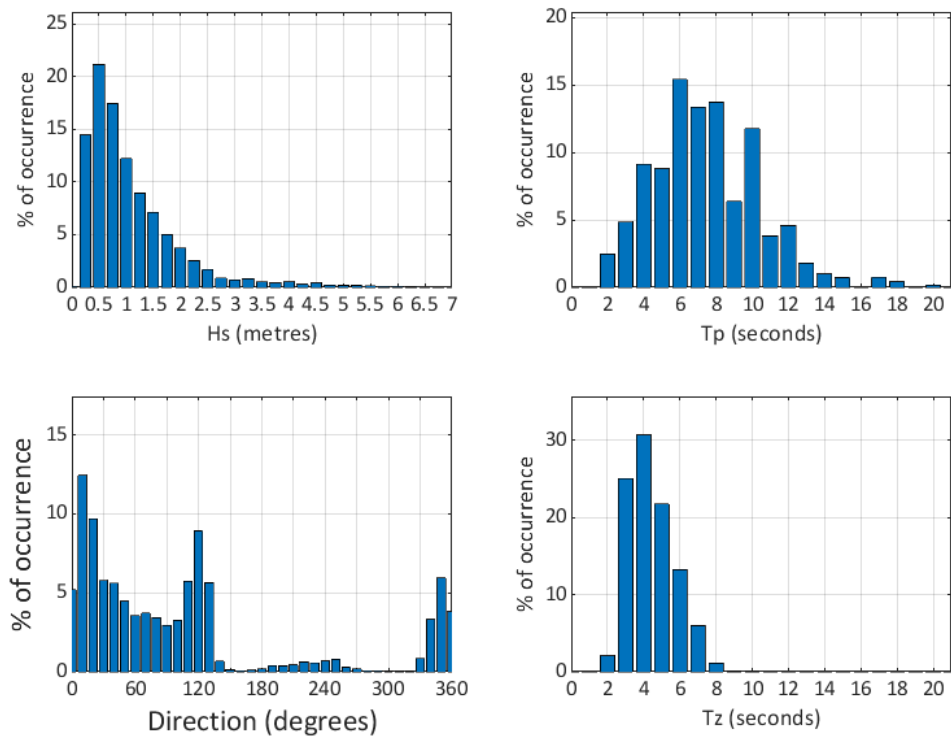 25
20
15
10
5
0
% of occurrence
0 0.5 1 1.5 2 2.5 3 3.5 4 4.5 5 5.5 6 6.5 7
Hs (metres)
20
15
10
5
0
% of occurrence
0 2 4 6 8 10 12 14 16 18 20
Tp (seconds)
15
10
5
0
% of occurrence
0 60 120 180 240 300 360
Direction (degrees)
30
20
10
0
% of occurrence
0 2 4 6 8 10 12 14 16 18 20
Tz (seconds)